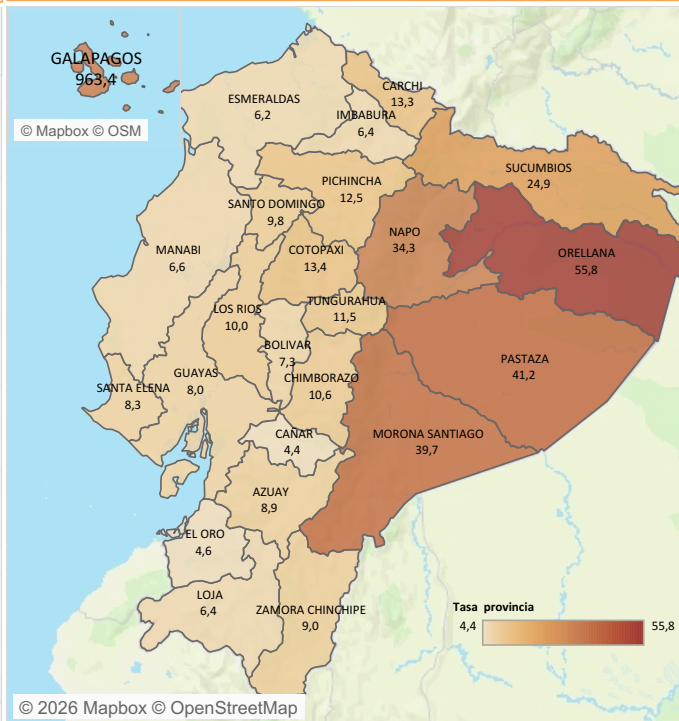 GALAPAGOS
963,4
© Mapbox © OSM
ESMERALDAS
6,2
CARCHI
13,3
IMBABURA
6,4
SUCUMBIOS
24,9
PICHINCHA
12,5
SANTO DOMINGO
9,8
NAPO
34,3
ORELLANA
55,8
MANABI
6,6
COTOPAXI
13,4
TUNGURAHUA
11,5
LOS RIOS
10,0
BOLIVAR
7,3
PASTAZA
41,2
GUAYAS
8,0
CHIMBORAZO
10,6
SANTA ELENA
8,3
CAÑAR
4,4
MORONA SANTIAGO
39,7
AZUAY
8,9
EL ORO
4,6
LOJA
6,4
ZAMORA CHINCHIPE
9,0
Tasa provincia
4,4 55,8
© 2026 Mapbox © OpenStreetMap